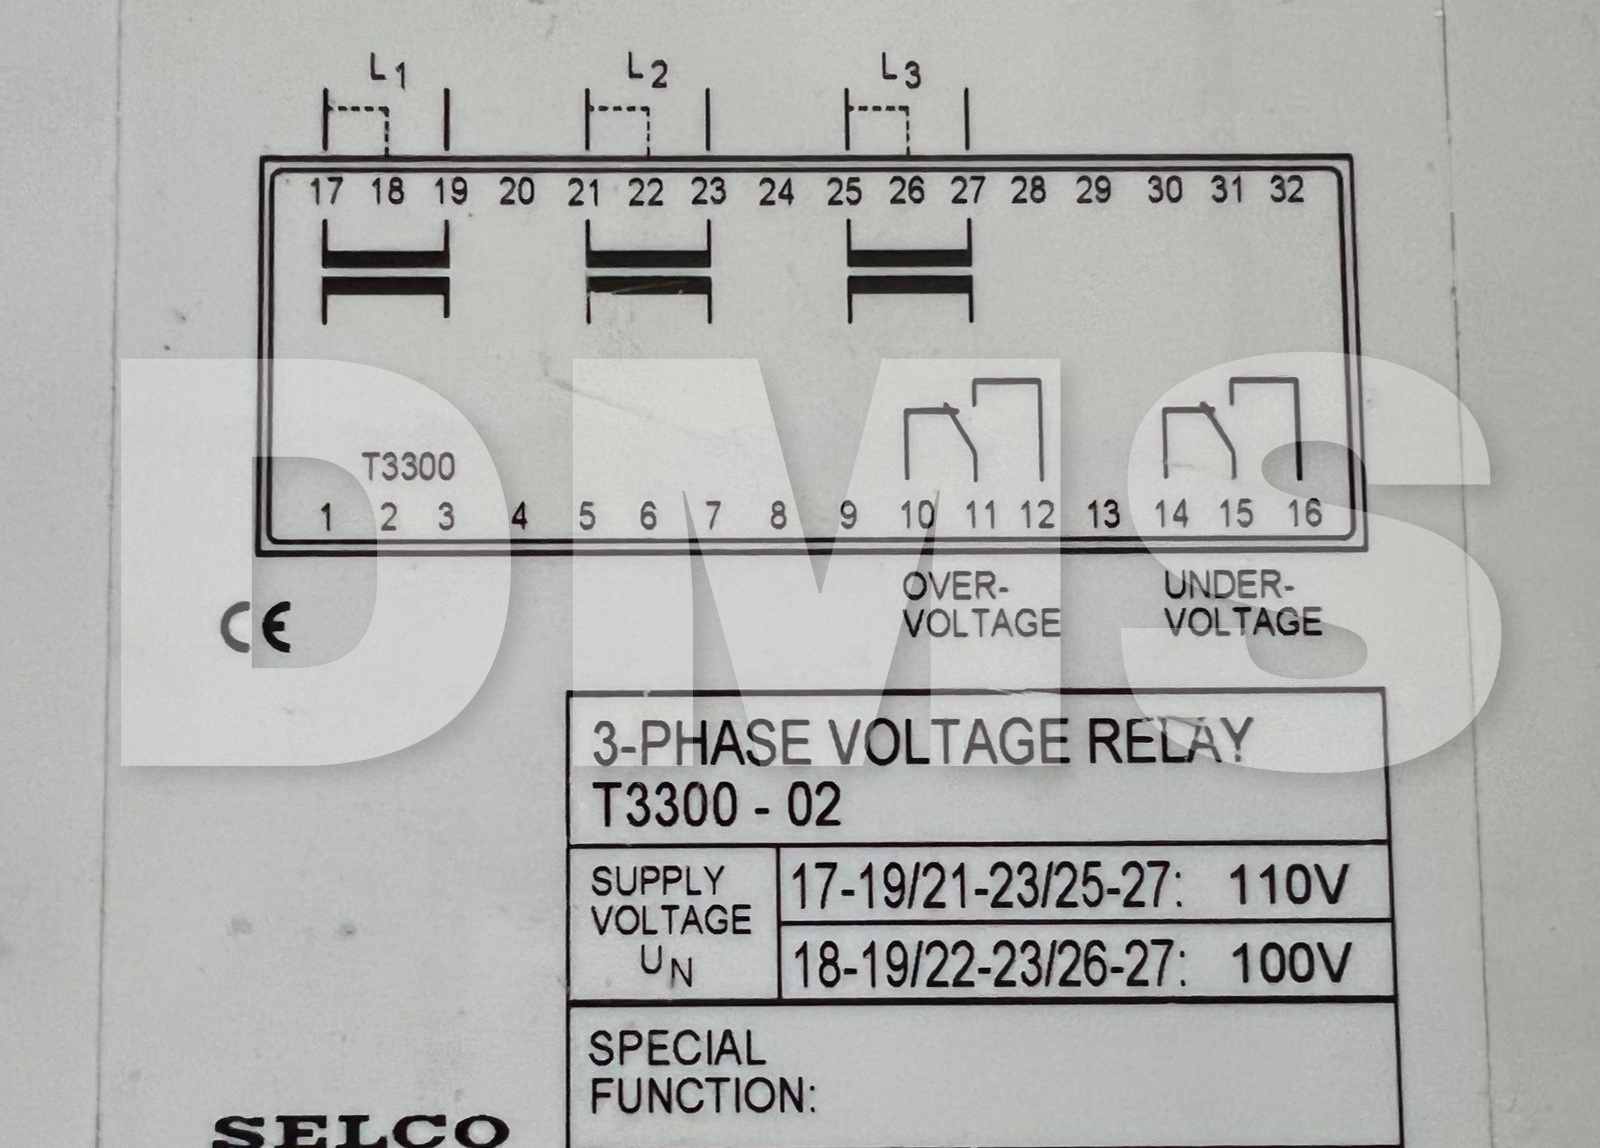 L1 L2 L3
17 18 19 20 21 22 23 24 25 26 27 28 29 30 31 32
T3300
1 2 3 4 5 6 7 8 9 10 11 12 13 14 15 16
OVER- UNDER-
VOLTAGE VOLTAGE
CE
DMS
3-PHASE VOLTAGE RELAY
T3300 - 02
SUPPLY
VOLTAGE
UN
17-19/21-23/25-27: 110V
18-19/22-23/26-27: 100V
SPECIAL
FUNCTION:
SELCO